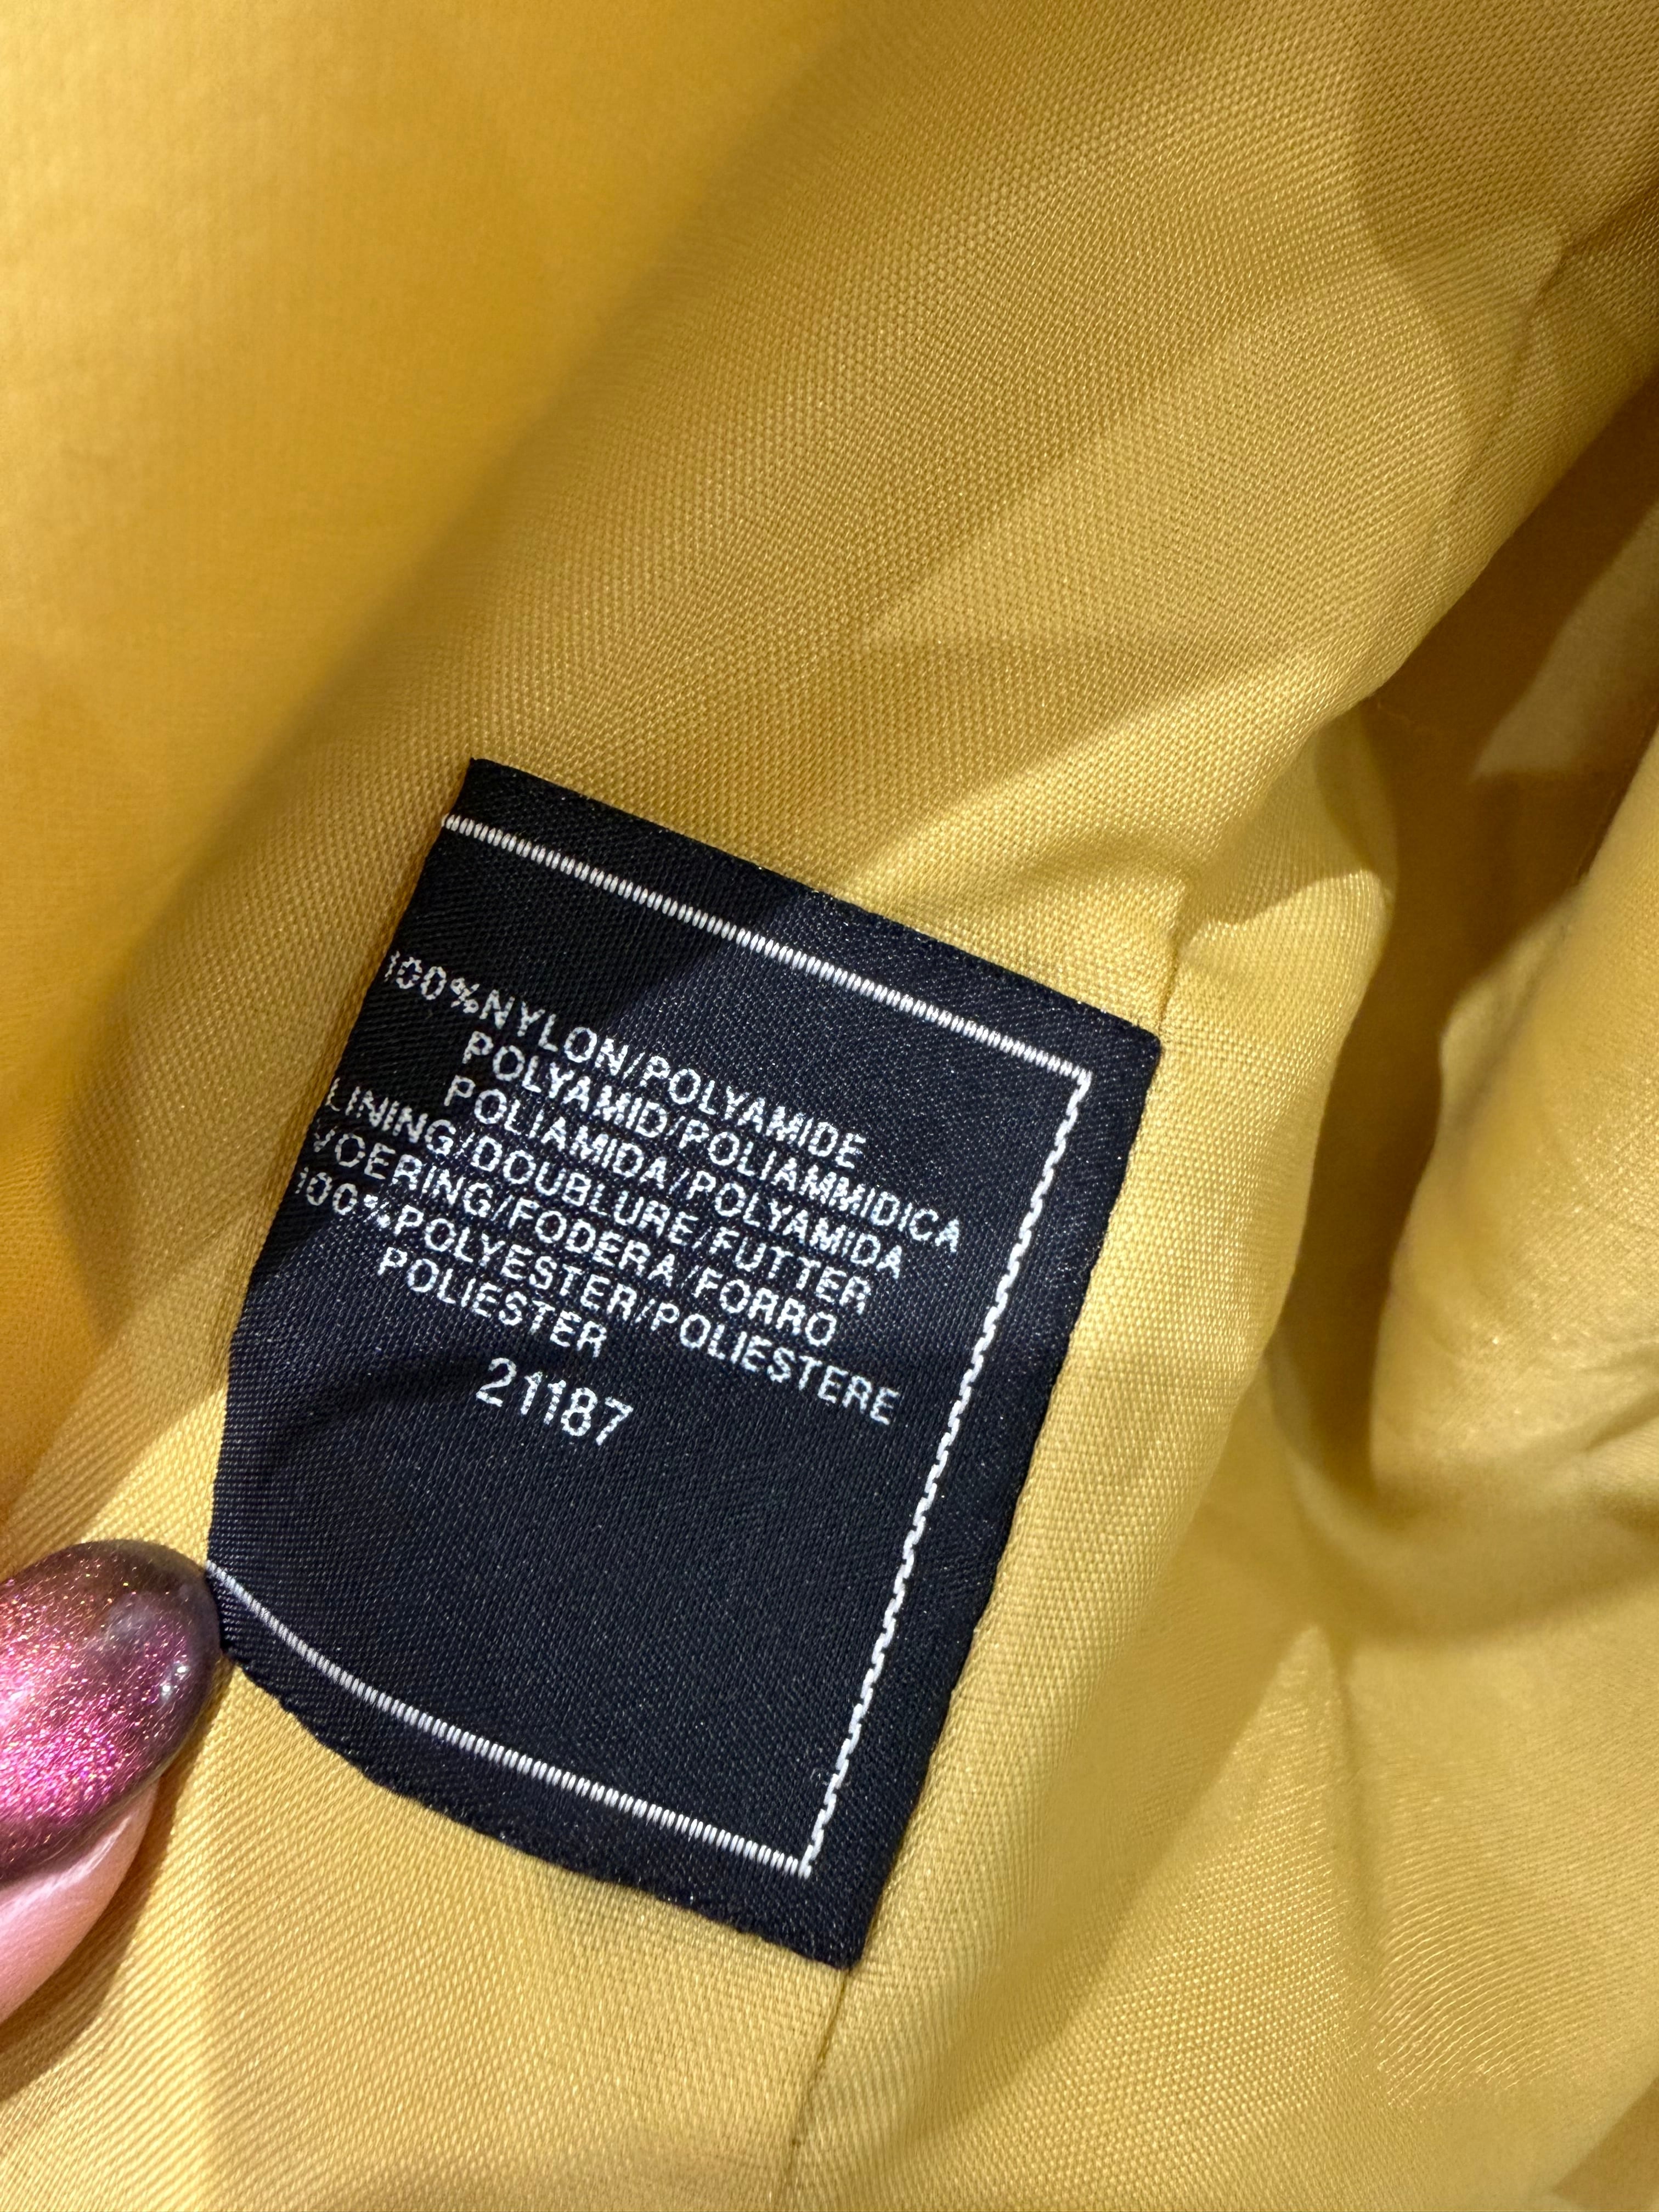 100%NYLON/POLYAMIDE
POLYAMID/POLIAMMIDICA
POLIAMIDA/POLYAMIDA
LINING/DOUBLURE/FUTTER
VOERING/FODERA/FORRO
100%POLYESTER/POLIESTERE
POLIESTER
21187